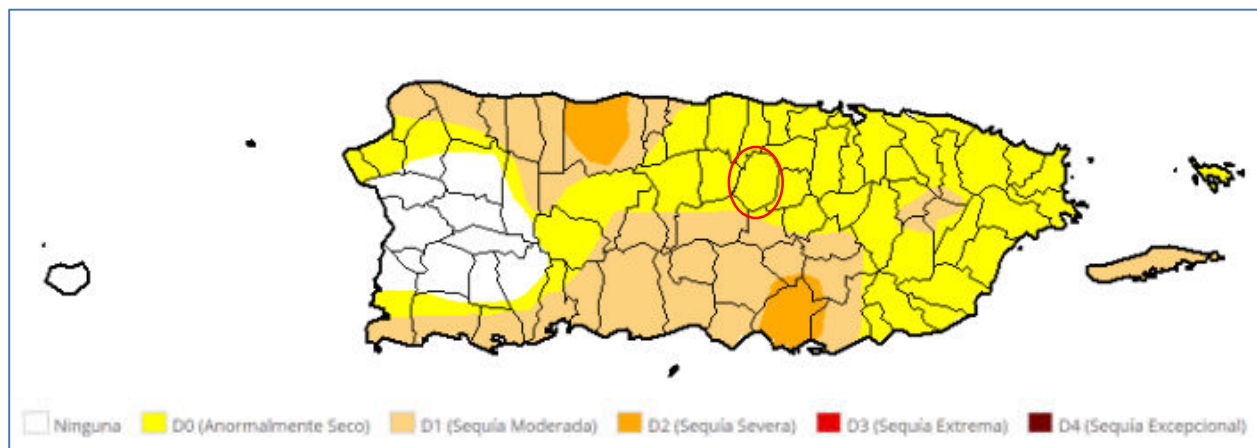 Ninguna D0 (Anormalmente Seco) D1 (Sequía Moderada) D2 (Sequía Severa) D3 (Sequía Extrema) D4 (Sequía Excepcional)